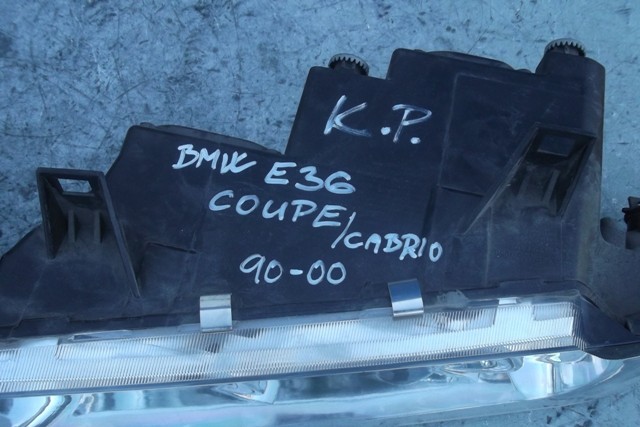 K.P.
BMW E36
COUPE/CABRIO
90-00